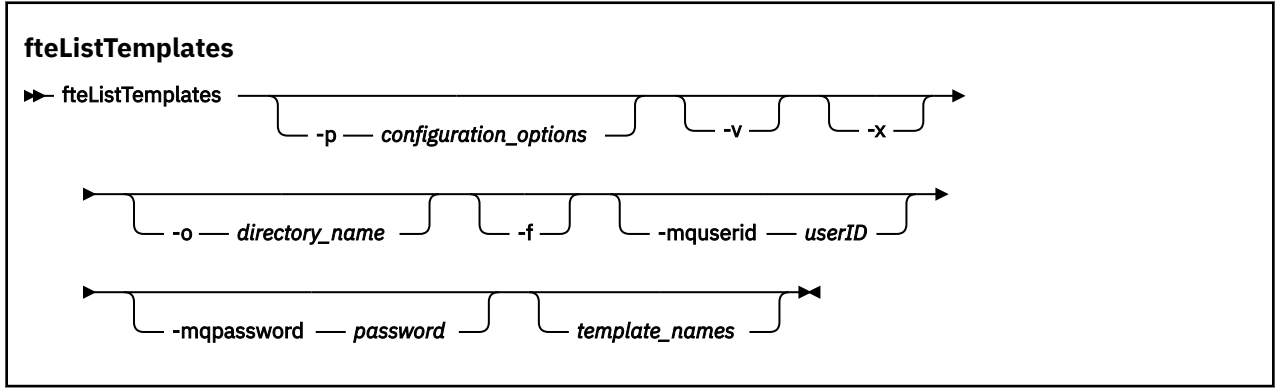 fteListTemplates
fteListTemplates -p configuration_options -v -x
-o directory_name -f -mquserid userID
-mqpassword password template_names